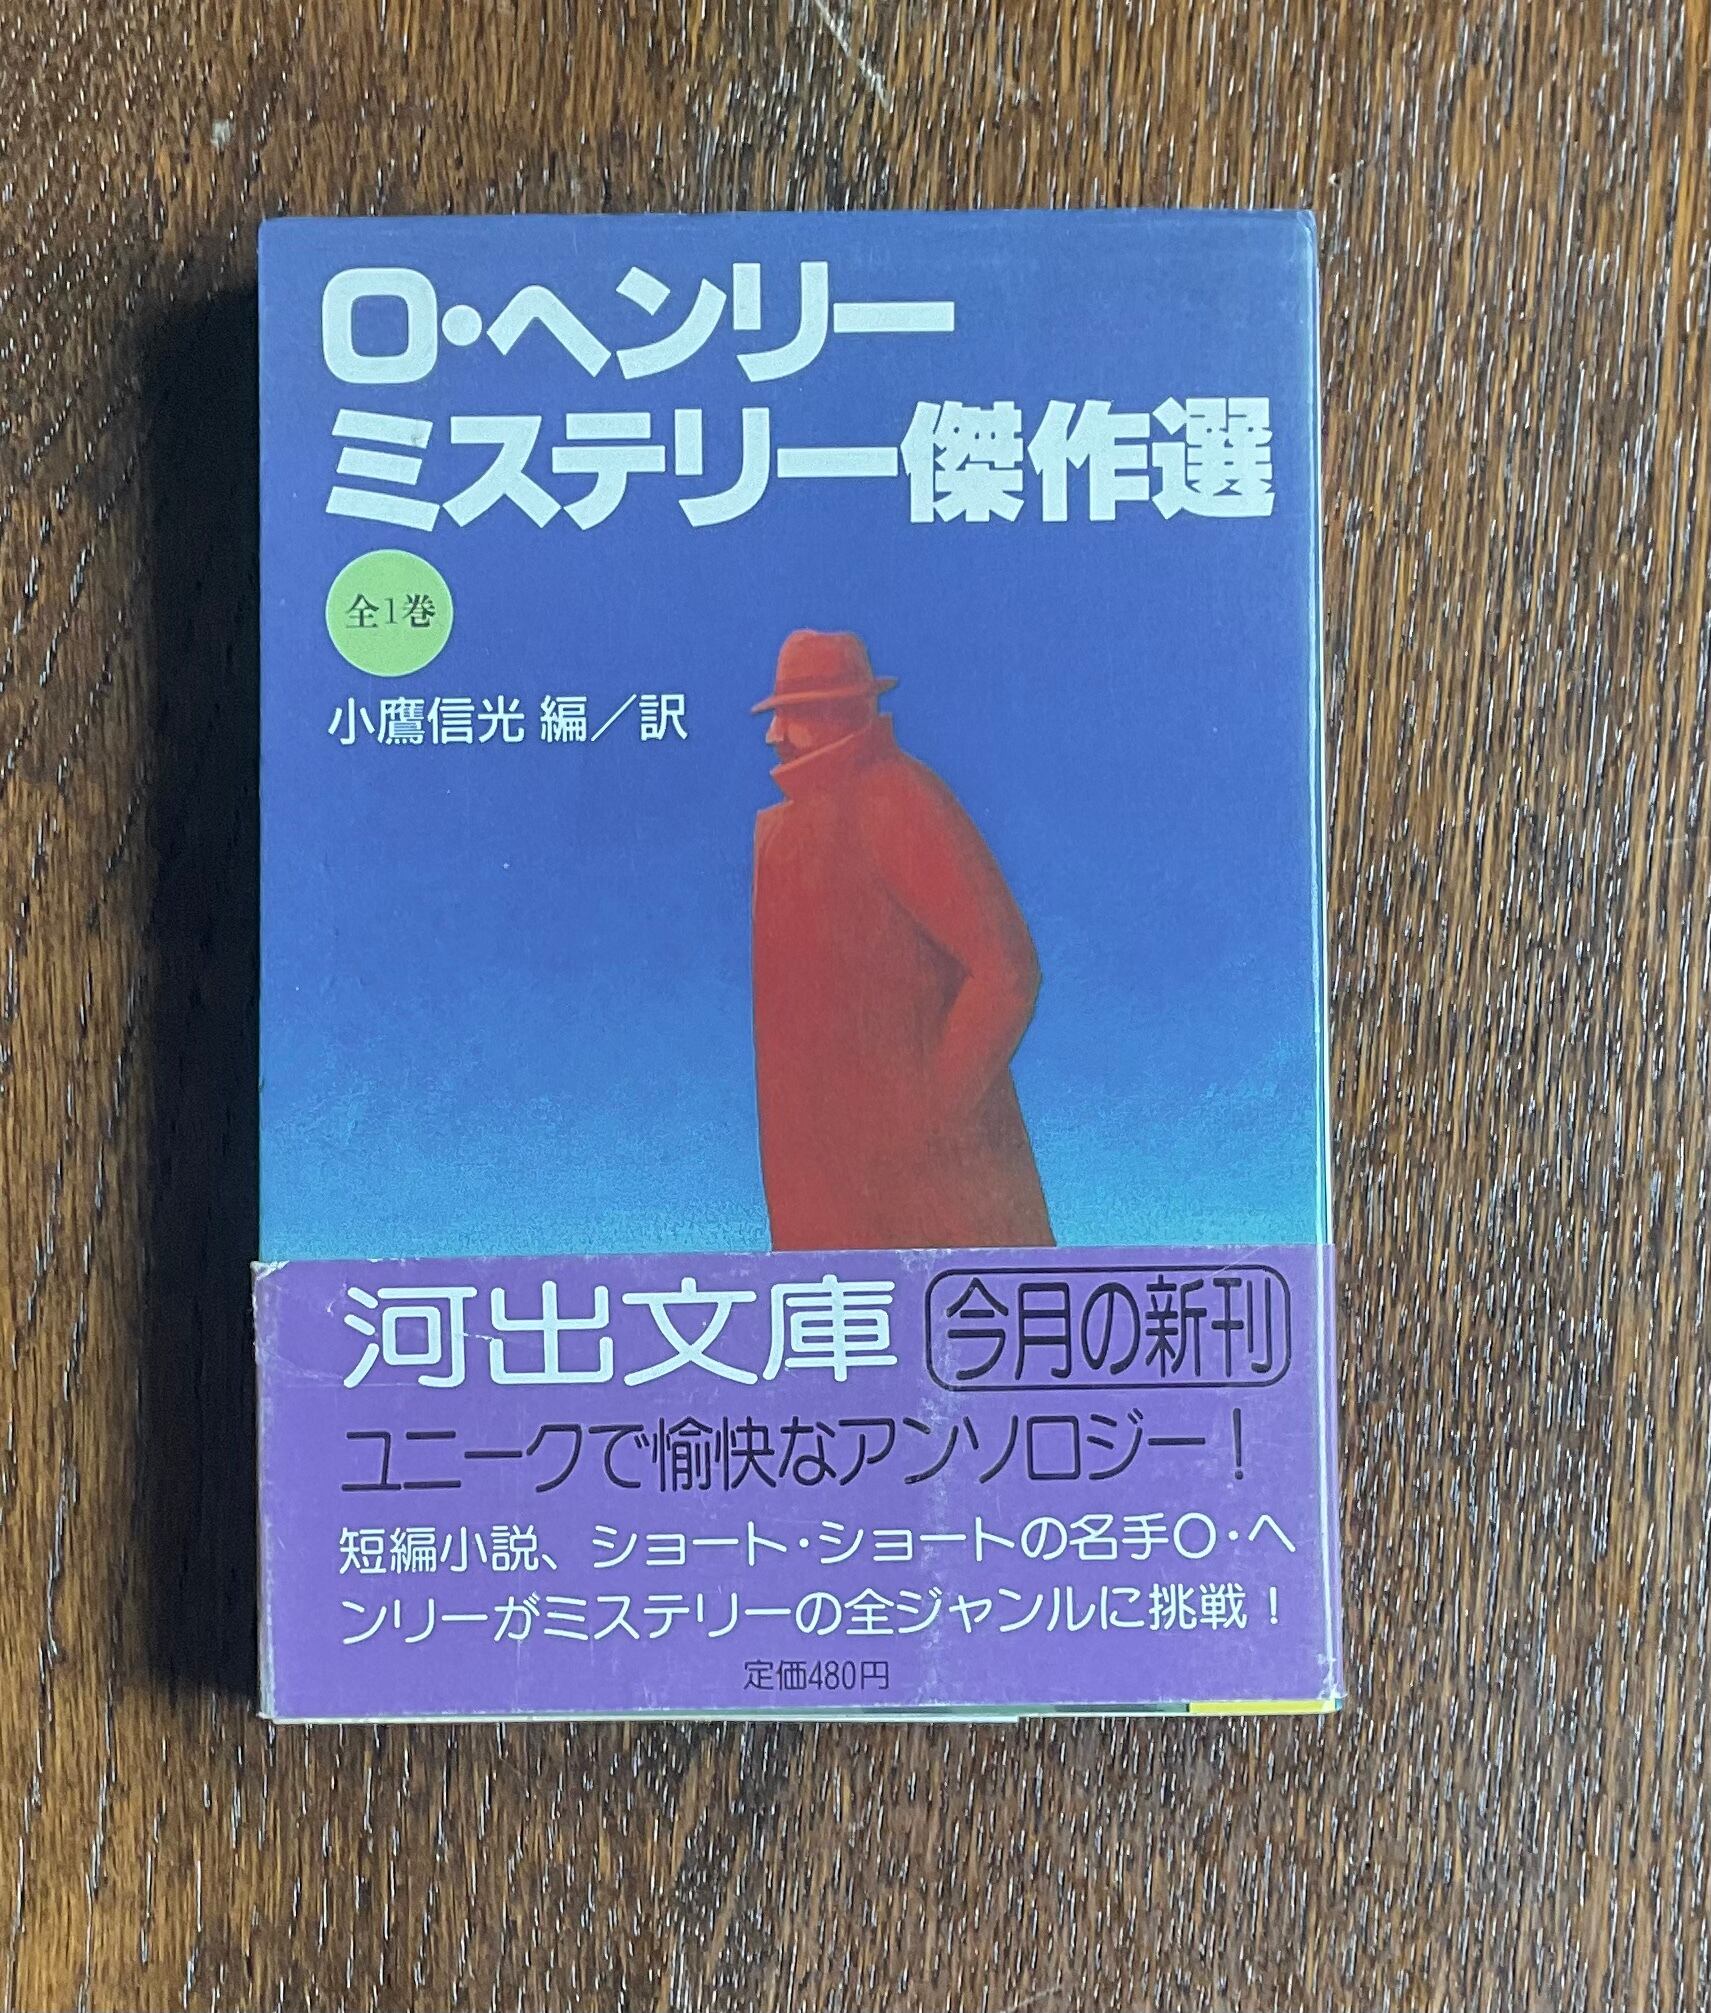 O・ヘンリー
ミステリー傑作選
全1巻
小鷹信光 編／訳
河出文庫 今月の新刊
ユニークで愉快なアンソロジー！
短編小説、ショート・ショートの名手O・ヘ
ンリーがミステリーの全ジャンルに挑戦！
定価480円